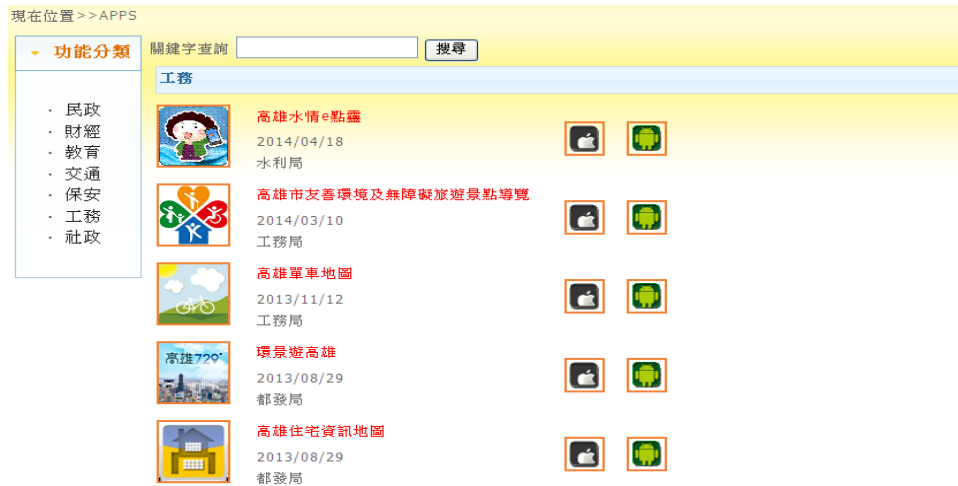 現在位置>>APPS
功能分類
民政
財經
教育
交通
保安
工務
社政
關鍵字查詢 搜尋
工務
高雄水情e點靈
2014/04/18
水利局
高雄市友善環境及無障礙旅遊景點導覽
2014/03/10
工務局
高雄單車地圖
2013/11/12
工務局
高雄720°
環景遊高雄
2013/08/29
都發局
高雄住宅資訊地圖
2013/08/29
都發局